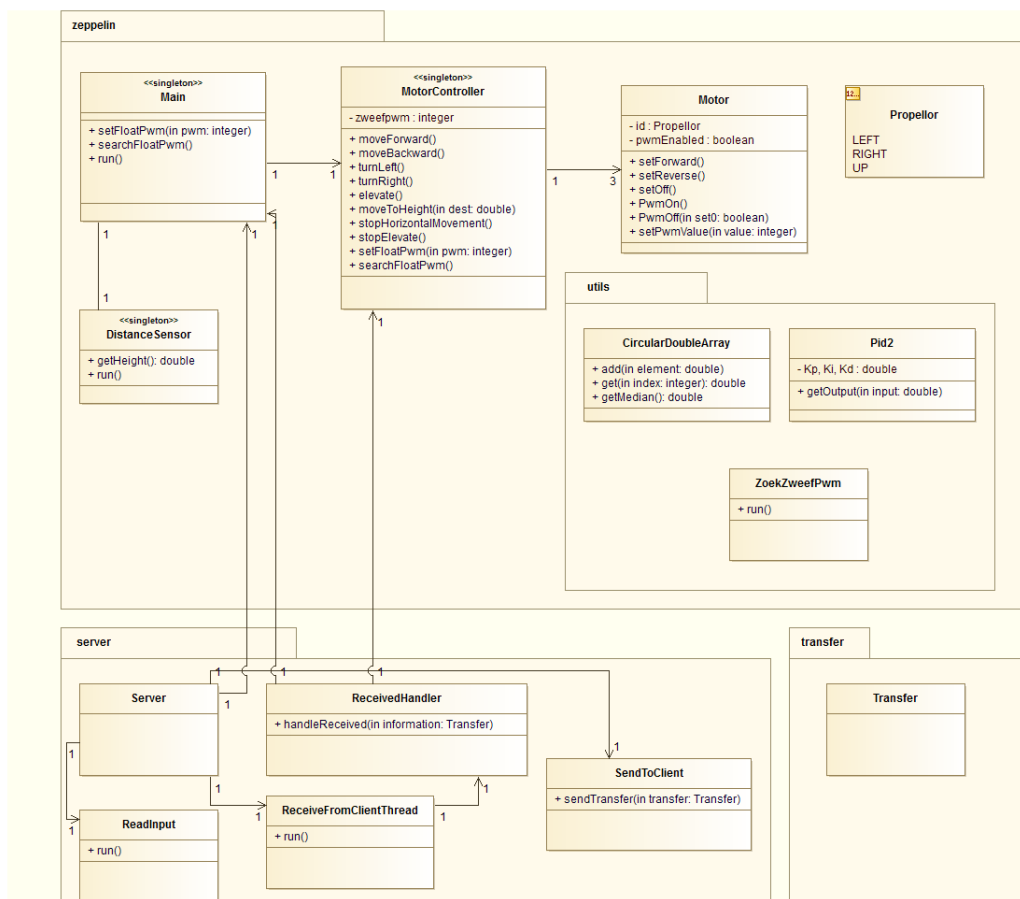 zeppelin
<<singleton>>
Main
+ setFloatPwm(in pwm: integer)
+ searchFloatPwm()
+ run()
1
1
<<singleton>>
MotorController
- zweefpwm : integer
+ moveForward()
+ moveBackward()
+ turnLeft()
+ turnRight()
+ elevate()
+ moveToHeight(in dest: double)
+ stopHorizontalMovement()
+ stopElevate()
+ setFloatPwm(in pwm: integer)
+ searchFloatPwm()
1
3
Motor
- id : Propellor
- pwmEnabled : boolean
+ setForward()
+ setReverse()
+ setOff()
+ PwmOn()
+ PwmOff(in set0: boolean)
+ setPwmValue(in value: integer)
12...
Propellor
LEFT
RIGHT
UP
1
1
1
1
<<singleton>>
DistanceSensor
+ getHeight(): double
+ run()
1
utils
CircularDoubleArray
+ add(in element: double)
+ get(in index: integer): double
+ getMedian(): double
Pid2
- Kp, Ki, Kd : double
+ getOutput(in input: double)
ZoekZweefPwm
+ run()
server
1
1
1
Server
1
1
1
1
ReceivedHandler
+ handleReceived(in information: Transfer)
1
1
ReadInput
+ run()
1
ReceiveFromClientThread
+ run()
1
1
SendToClient
+ sendTransfer(in transfer: Transfer)
transfer
Transfer